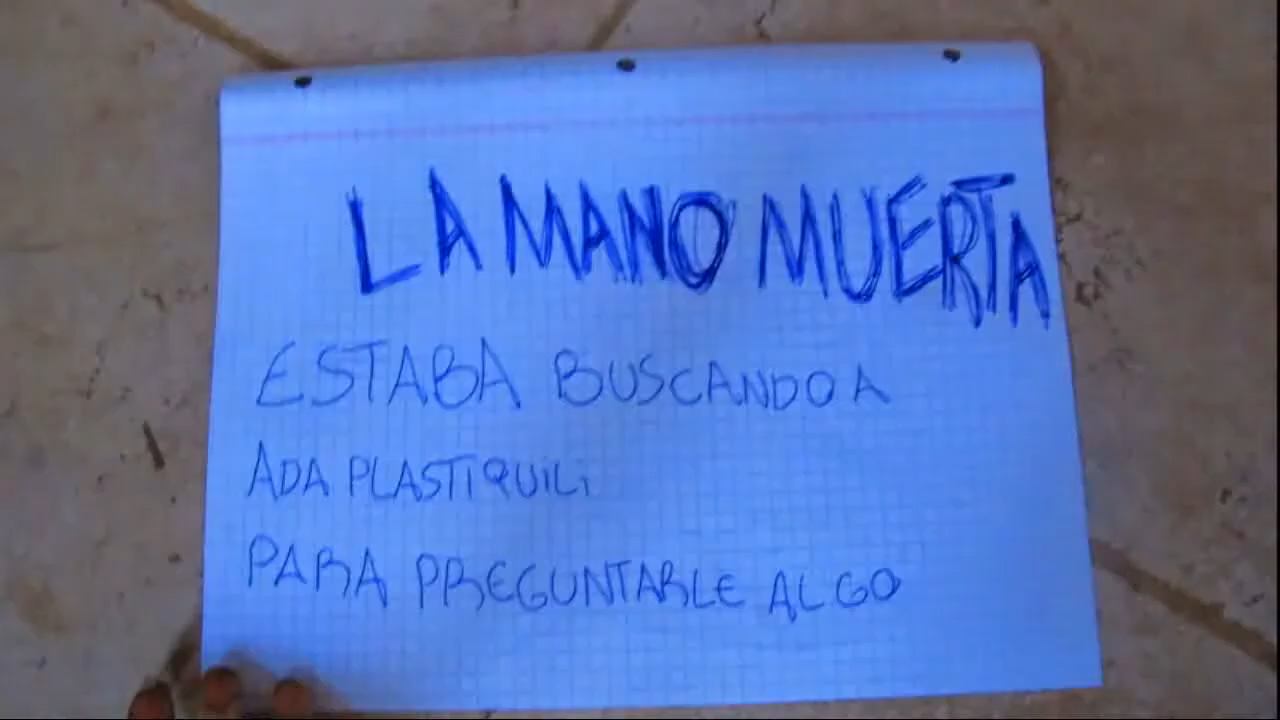 LA MANO MUERTA
ESTABA BUSCANDO A
ADA PLASTIQUILI
PARA PREGUNTARLE ALGO